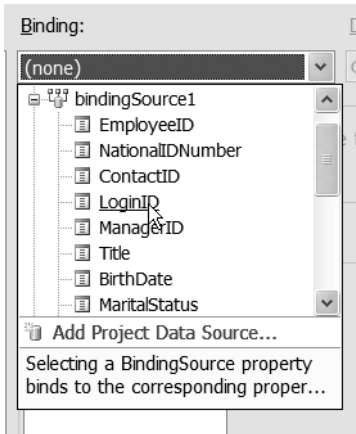 Binding:
(none)
bindingSource1
EmployeeID
NationalIDNumber
ContactID
LoginID
ManagerID
Title
BirthDate
MaritalStatus
Add Project Data Source...
Selecting a BindingSource property
binds to the corresponding proper...